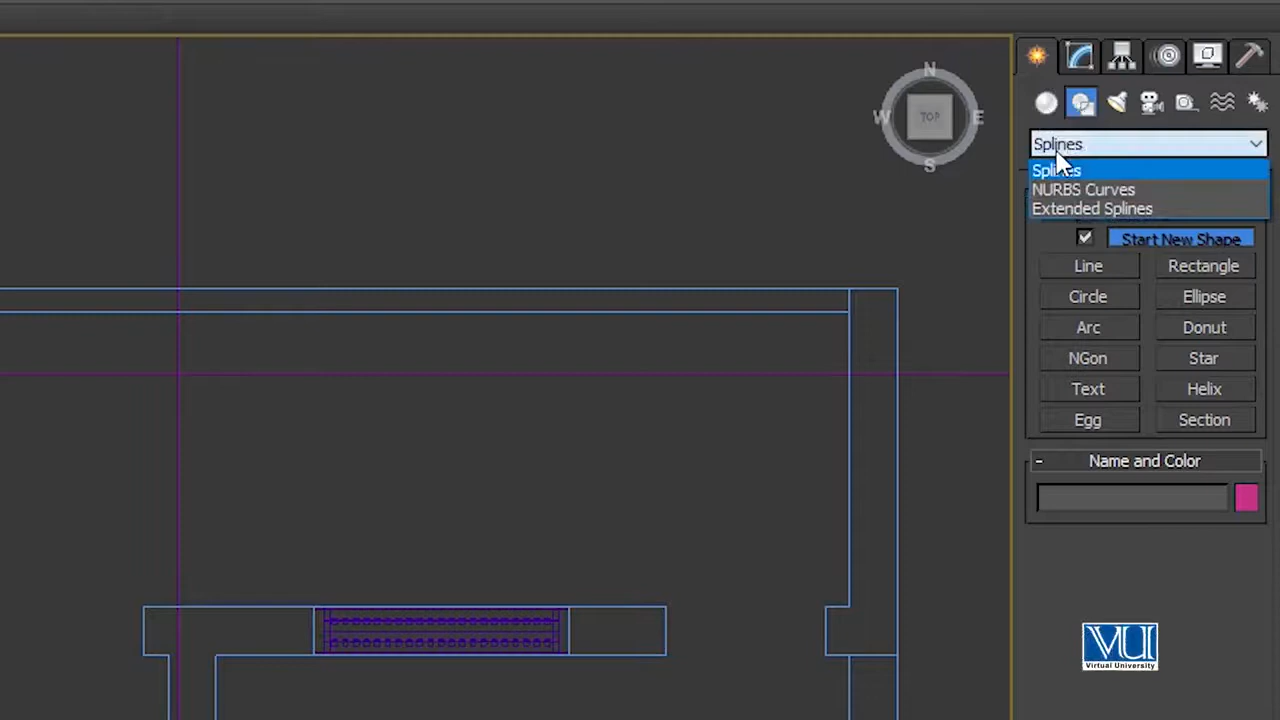 N
W TOP E
S
Splines
Splines
NURBS Curves
Extended Splines
Start New Shape
Line Rectangle
Circle Ellipse
Arc Donut
NGon Star
Text Helix
Egg Section
- Name and Color
VU
Virtual University